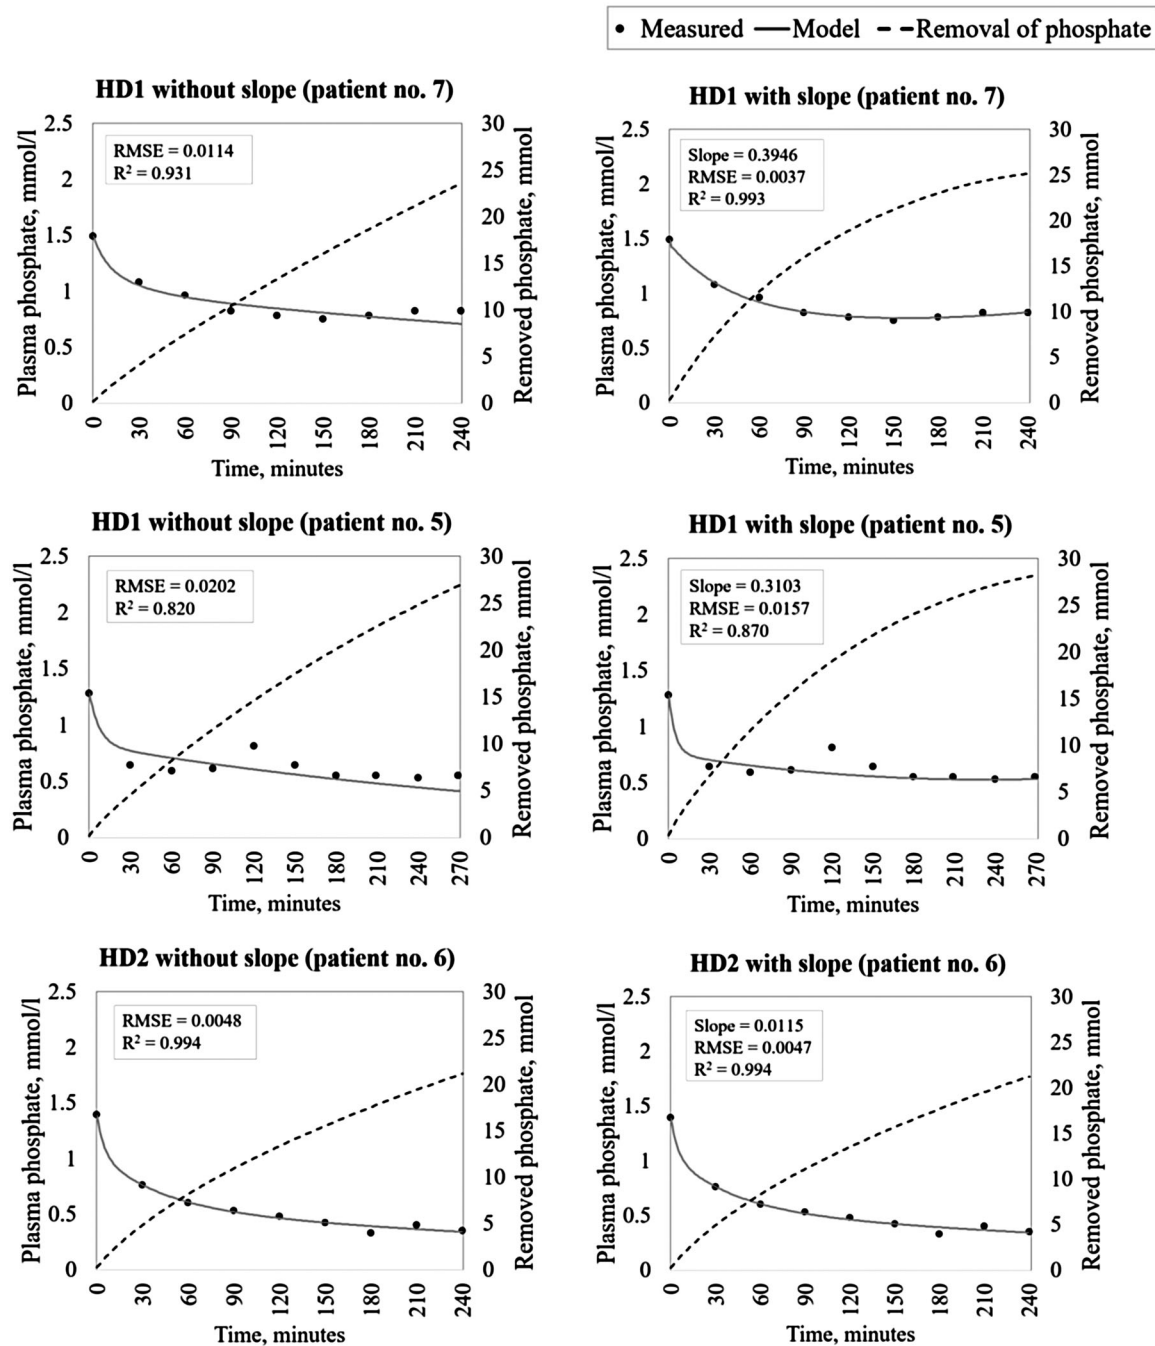 Measured Model Removal of phosphate
HD1 without slope (patient no. 7)
RMSE = 0.0114
R² = 0.931
Plasma phosphate, mmol/l
2.5
2
1.5
1
0.5
0
30
25
20
15
10
5
0
Removed phosphate, mmol
0 30 60 90 120 150 180 210 240
Time, minutes
HD1 with slope (patient no. 7)
Slope = 0.3946
RMSE = 0.0037
R² = 0.993
Plasma phosphate, mmol/l
2.5
2
1.5
1
0.5
0
30
25
20
15
10
5
0
Removed phosphate, mmol
0 30 60 90 120 150 180 210 240
Time, minutes
HD1 without slope (patient no. 5)
RMSE = 0.0202
R² = 0.820
Plasma phosphate, mmol/l
2.5
2
1.5
1
0.5
0
30
25
20
15
10
5
0
Removed phosphate, mmol
0 30 60 90 120 150 180 210 240 270
Time, minutes
HD1 with slope (patient no. 5)
Slope = 0.3103
RMSE = 0.0157
R² = 0.870
Plasma phosphate, mmol/l
2.5
2
1.5
1
0.5
0
30
25
20
15
10
5
0
Removed phosphate, mmol
0 30 60 90 120 150 180 210 240 270
Time, minutes
HD2 without slope (patient no. 6)
RMSE = 0.0048
R² = 0.994
Plasma phosphate, mmol/l
2.5
2
1.5
1
0.5
0
30
25
20
15
10
5
0
Removed phosphate, mmol
0 30 60 90 120 150 180 210 240
Time, minutes
HD2 with slope (patient no. 6)
Slope = 0.0115
RMSE = 0.0047
R² = 0.994
Plasma phosphate, mmol/l
2.5
2
1.5
1
0.5
0
30
25
20
15
10
5
0
Removed phosphate, mmol
0 30 60 90 120 150 180 210 240
Time, minutes